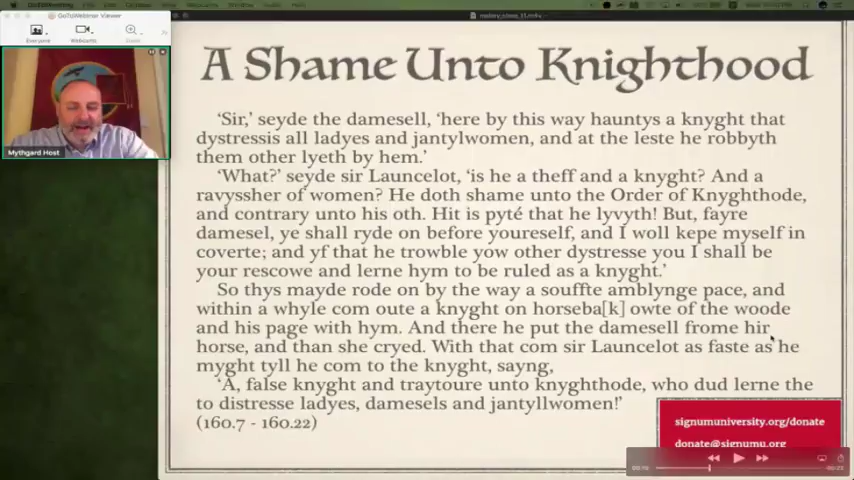 GoToWebinar Viewer
Everyone
Webcams
Zoom
Mythgard Host
A Shame Unto Knighthood
'Sir,' seyde the damesell, 'here by this way hauntys a knyght that
dystressis all ladyes and jantylwomen, and at the leste he robbyth
them other lyeth by hem.'
'What?' seyde sir Launcelot, 'is he a theff and a knyght? And a
ravyssher of women? He doth shame unto the Order of Knyghthode,
and contrary unto his oth. Hit is pyté that he lyvyth! But, fayre
damesel, ye shall ryde on before youreself, and I woll kepe myself in
coverte; and yf that he trowble yow other dystresse you I shall be
your rescowe and lerne hym to be ruled as a knyght.'
So thys mayde rode on by the way a souffte amblynge pace, and
within a whyle com oute a knyght on horseba[k] owte of the woode
and his page with hym. And there he put the damesell frome hir
horse, and than she cryed. With that com sir Launcelot as faste as he
myght tyll he com to the knyght, sayng,
'A, false knyght and traytoure unto knyghthode, who dud lerne the
to distresse ladyes, damesels and jantyllwomen!'
(160.7 - 160.22)
signumuniversity.org/donate
donate@signumu.org